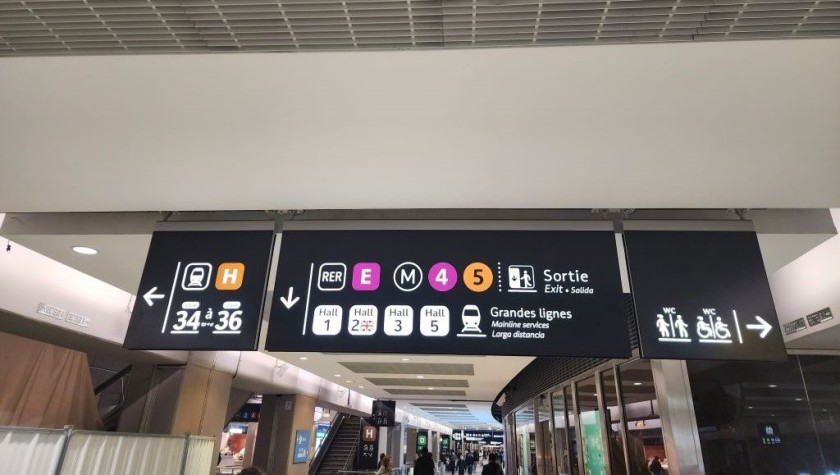 H
34 à 36
RER E M 4 5 Sortie
Exit • Salida
Hall 1 Hall 2 Hall 3 Hall 5 Grandes lignes
Mainline services
Larga distancia
WC WC
H